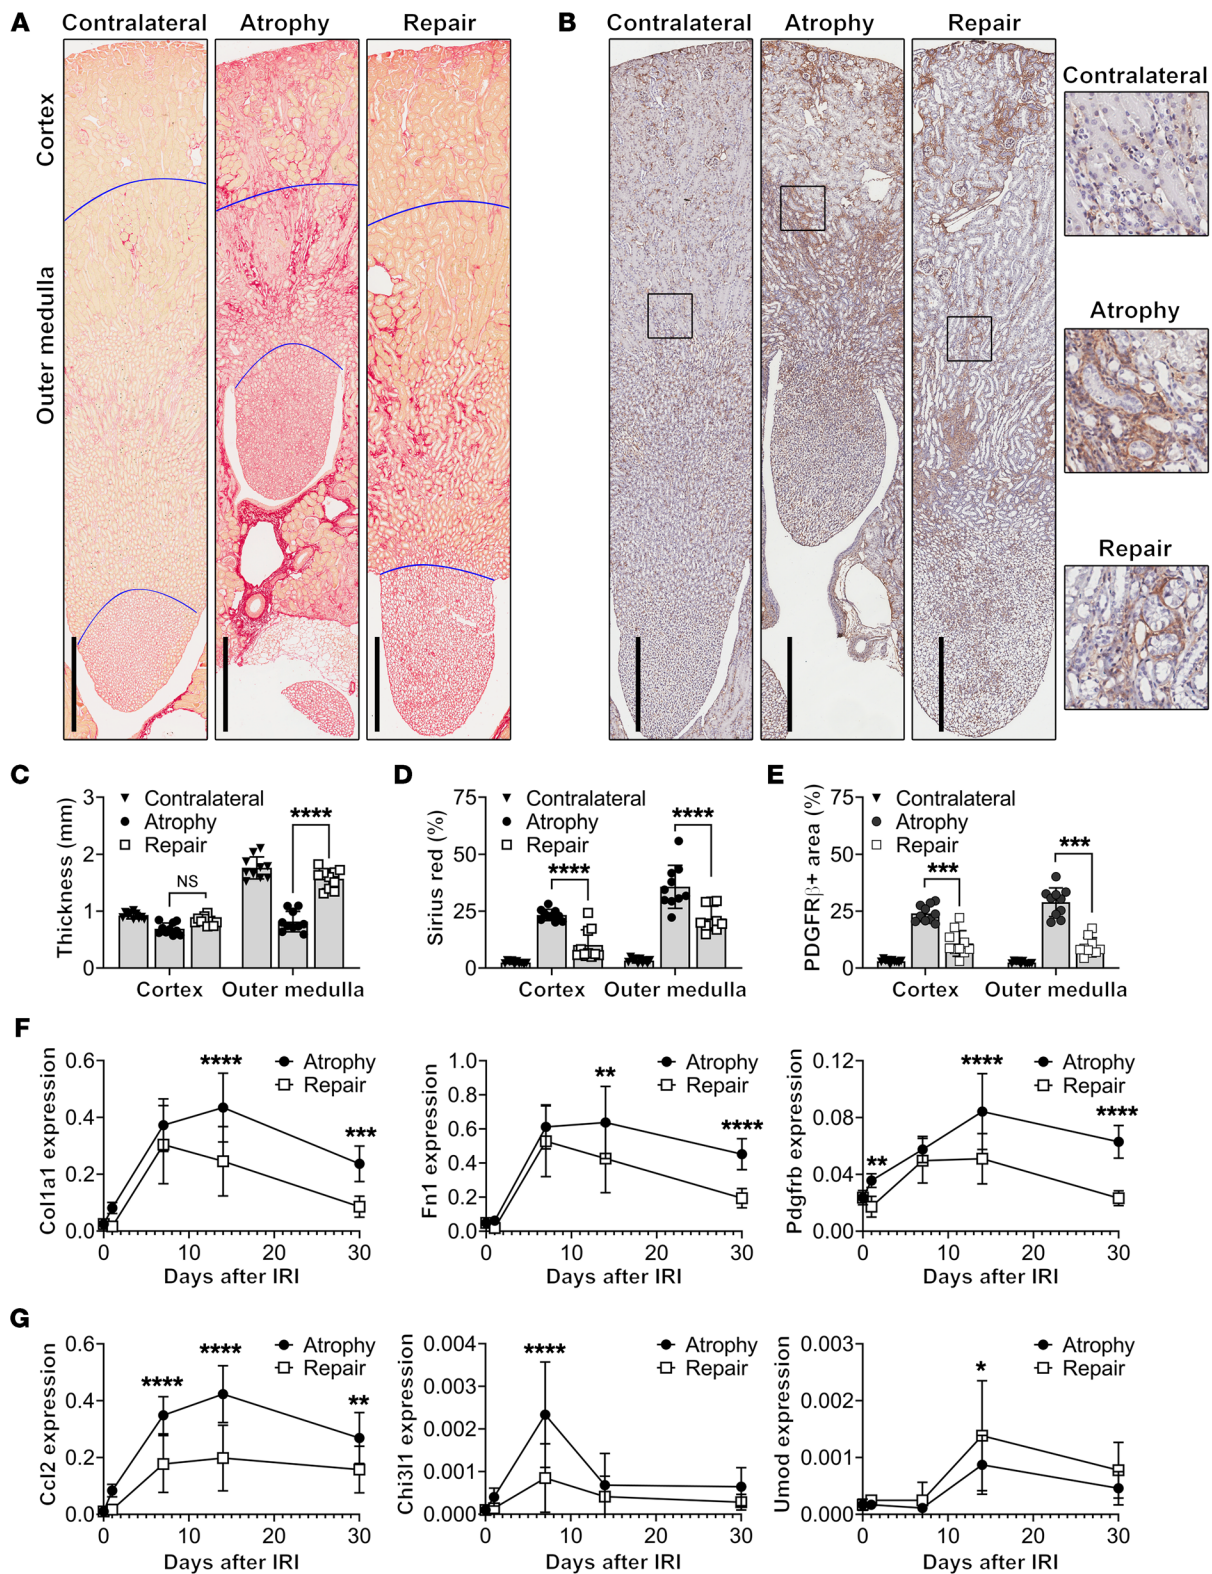 A Contralateral Atrophy Repair
Cortex
Outer medulla
B Contralateral Atrophy Repair
Contralateral
Atrophy
Repair
C
Thickness (mm)
3
2
1
0
Contralateral
Atrophy
Repair
NS
****
Cortex Outer medulla
D
Sirius red (%)
75
50
25
0
Contralateral
Atrophy
Repair
****
****
Cortex Outer medulla
E
PDGFRβ+ area (%)
75
50
25
0
Contralateral
Atrophy
Repair
***
***
Cortex Outer medulla
F
Col1a1 expression
0.6
0.4
0.2
0.0
**** Atrophy
Repair
***
0 10 20 30
Days after IRI
Fn1 expression
1.0
0.8
0.6
0.4
0.2
0.0
Atrophy
** Repair
****
0 10 20 30
Days after IRI
Pdgfrb expression
0.12
0.08
0.04
0.00
**** Atrophy
Repair
****
**
0 10 20 30
Days after IRI
G
Ccl2 expression
0.6
0.4
0.2
0.0
**** Atrophy
Repair
****
**
0 10 20 30
Days after IRI
Chi3l1 expression
0.004
0.003
0.002
0.001
0.000
**** Atrophy
Repair
0 10 20 30
Days after IRI
Umod expression
0.003
0.002
0.001
0.000
Atrophy
* Repair
0 10 20 30
Days after IRI